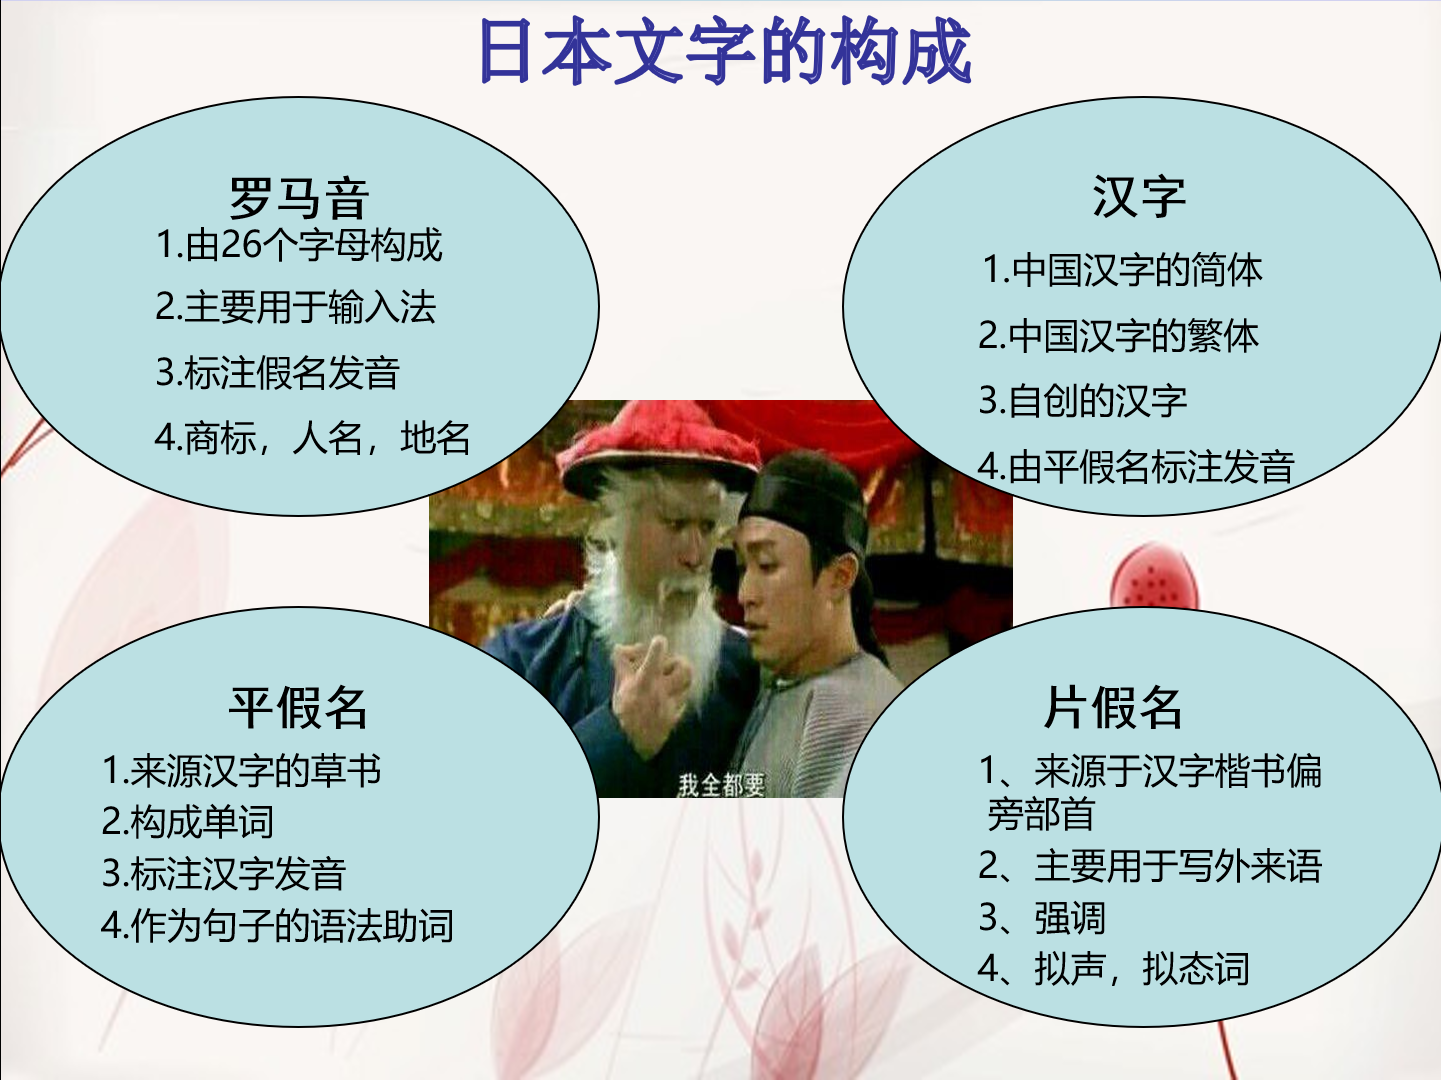 日本文字的构成
罗马音
1.由26个字母构成
2.主要用于输入法
3.标注假名发音
4.商标，人名，地名
汉字
1.中国汉字的简体
2.中国汉字的繁体
3.自创的汉字
4.由平假名标注发音
我全都要
平假名
1.来源汉字的草书
2.构成单词
3.标注汉字发音
4.作为句子的语法助词
片假名
1、来源于汉字楷书偏
旁部首
2、主要用于写外来语
3、强调
4、拟声，拟态词